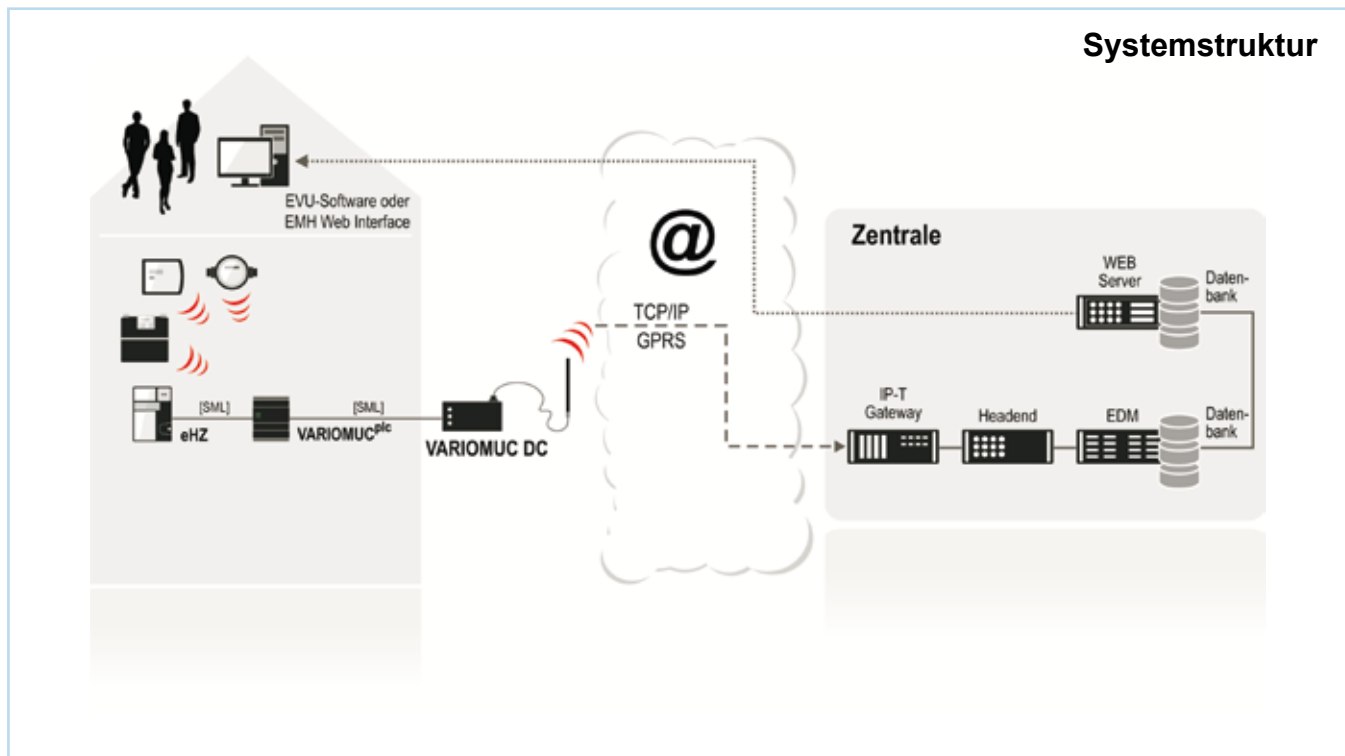 Systemstruktur
EVU-Software oder
EMH Web Interface
[SML]
eHZ
[SML]
VARIOMUCplc
VARIOMUC DC
@
TCP/IP
GPRS
Zentrale
WEB
Server
Daten-
bank
IP-T
Gateway
Headend
EDM
Daten-
bank